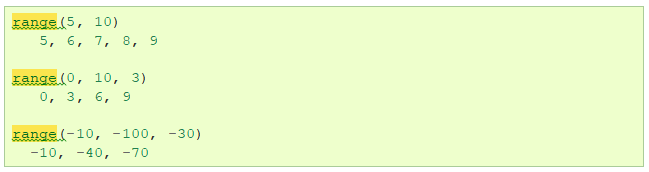 range(5, 10)
5, 6, 7, 8, 9
range(0, 10, 3)
0, 3, 6, 9
range(-10, -100, -30)
-10, -40, -70